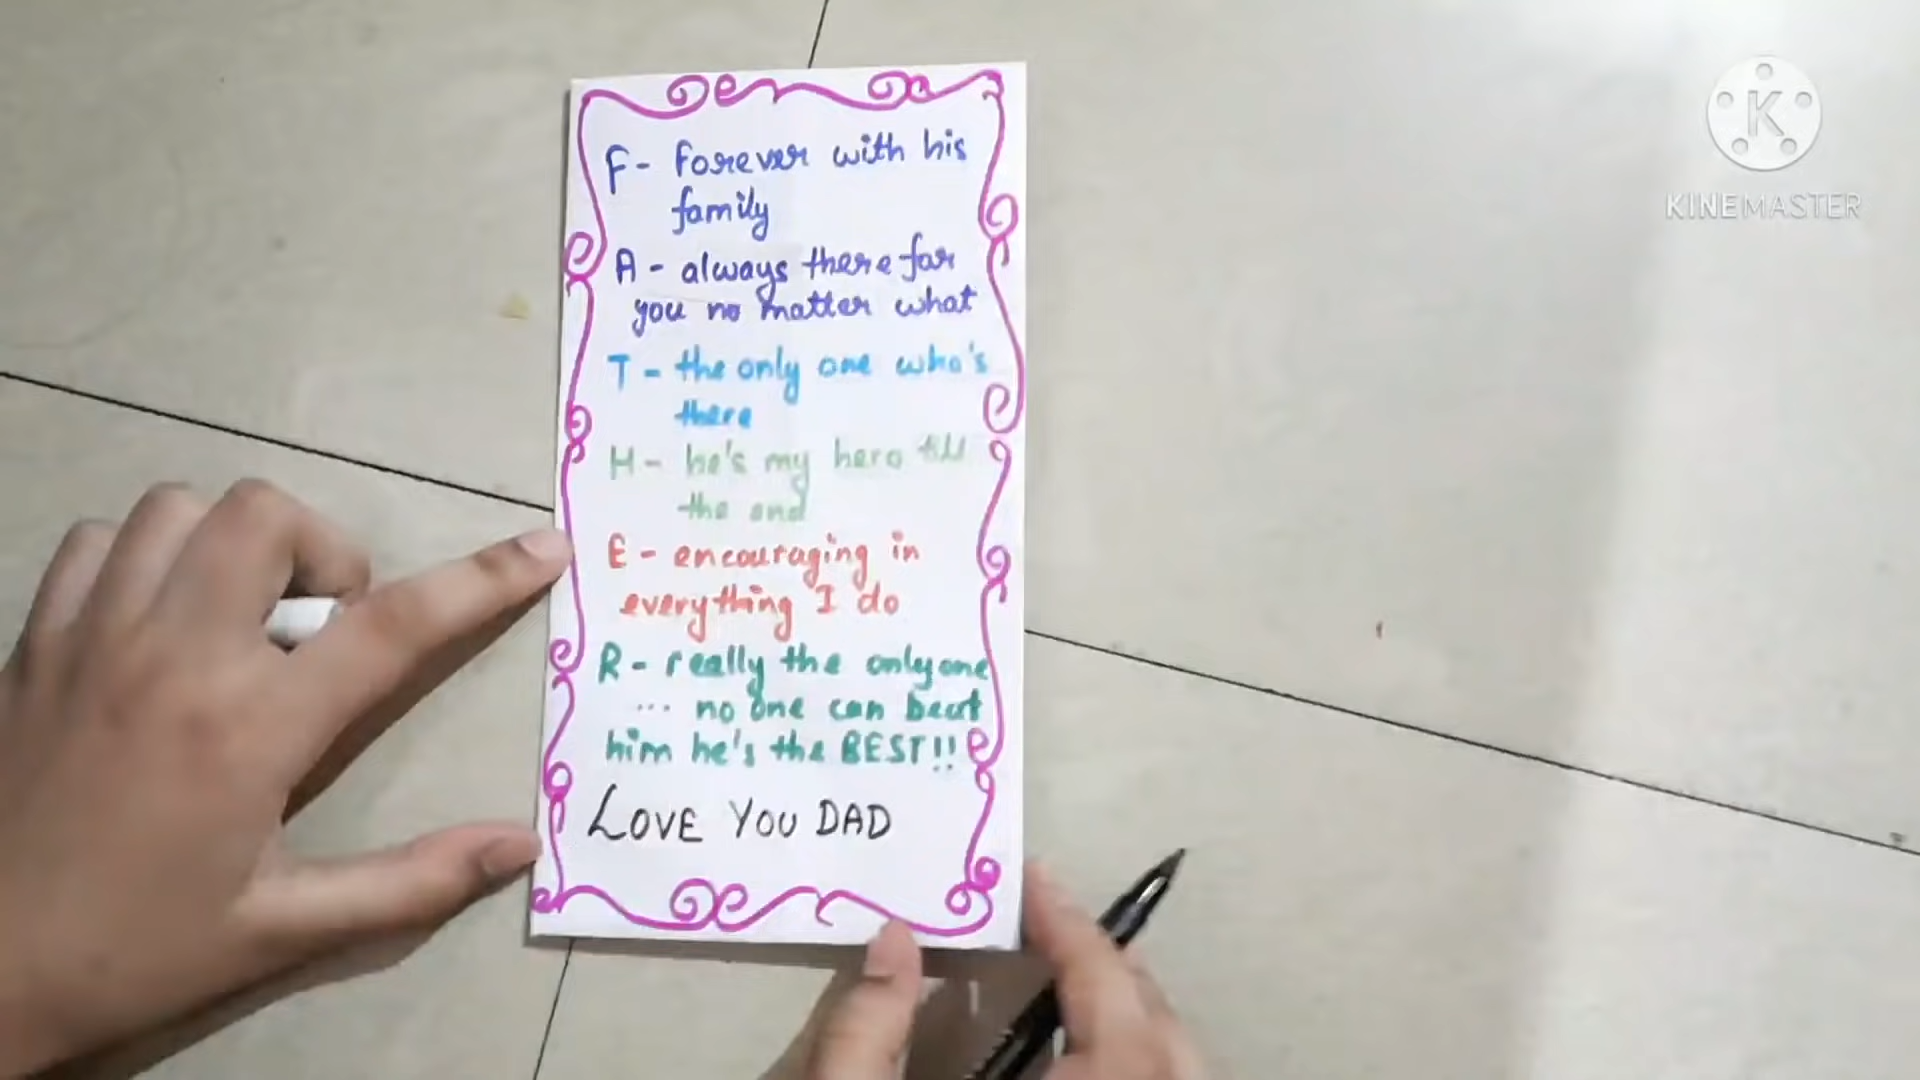 F- Forever with his
family
A - always there for
you no matter what
T - the only one who's
there
H - he's my hero till
the end
E - encouraging in
everything I do
R - really the only one
... no one can beat
him he's the BEST!!
LOVE YOU DAD
K
KINEMASTER